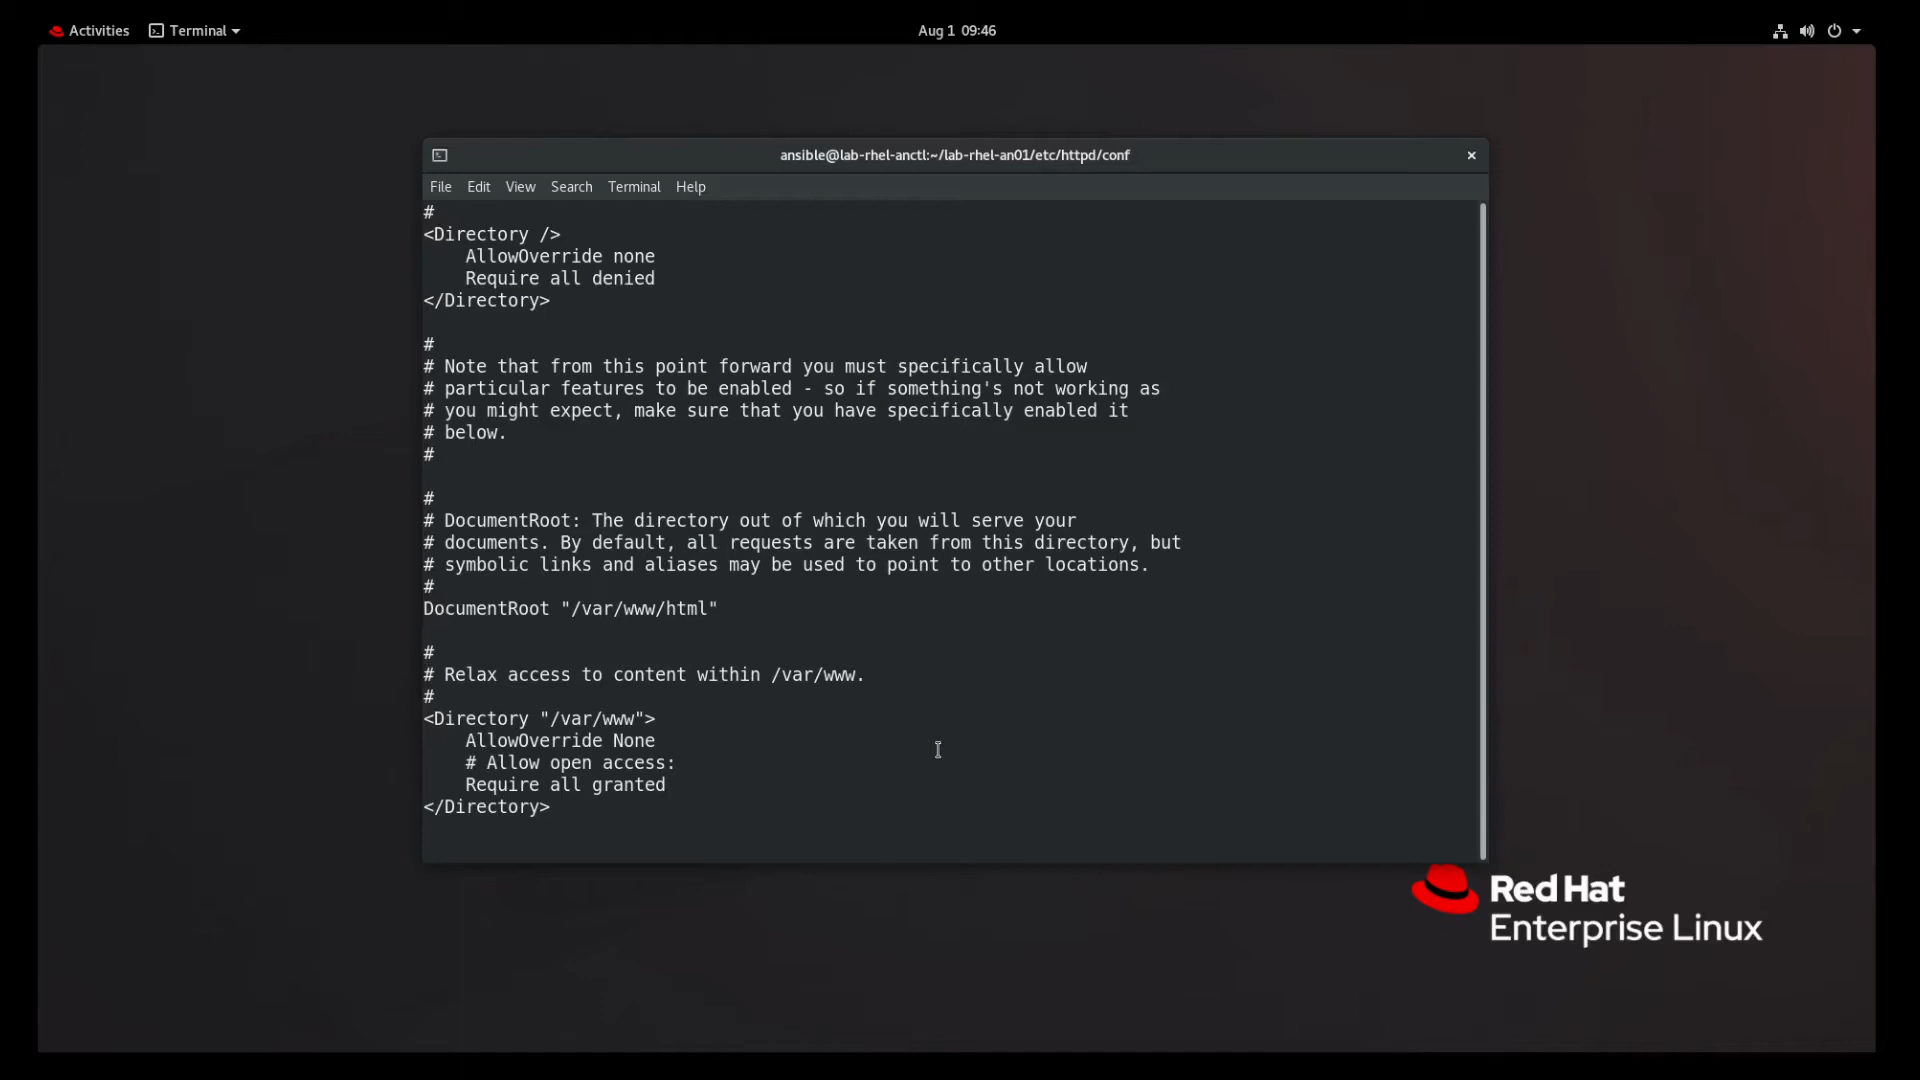 Activities Terminal Aug 1 09:46
ansible@lab-rhel-anctl:~/lab-rhel-an01/etc/httpd/conf
File Edit View Search Terminal Help
#
<Directory />
    AllowOverride none
    Require all denied
</Directory>
#
# Note that from this point forward you must specifically allow
# particular features to be enabled - so if something's not working as
# you might expect, make sure that you have specifically enabled it
# below.
#
#
# DocumentRoot: The directory out of which you will serve your
# documents. By default, all requests are taken from this directory, but
# symbolic links and aliases may be used to point to other locations.
#
DocumentRoot "/var/www/html"
#
# Relax access to content within /var/www.
#
<Directory "/var/www">
    AllowOverride None
    # Allow open access:
    Require all granted
</Directory>
Red Hat
Enterprise Linux